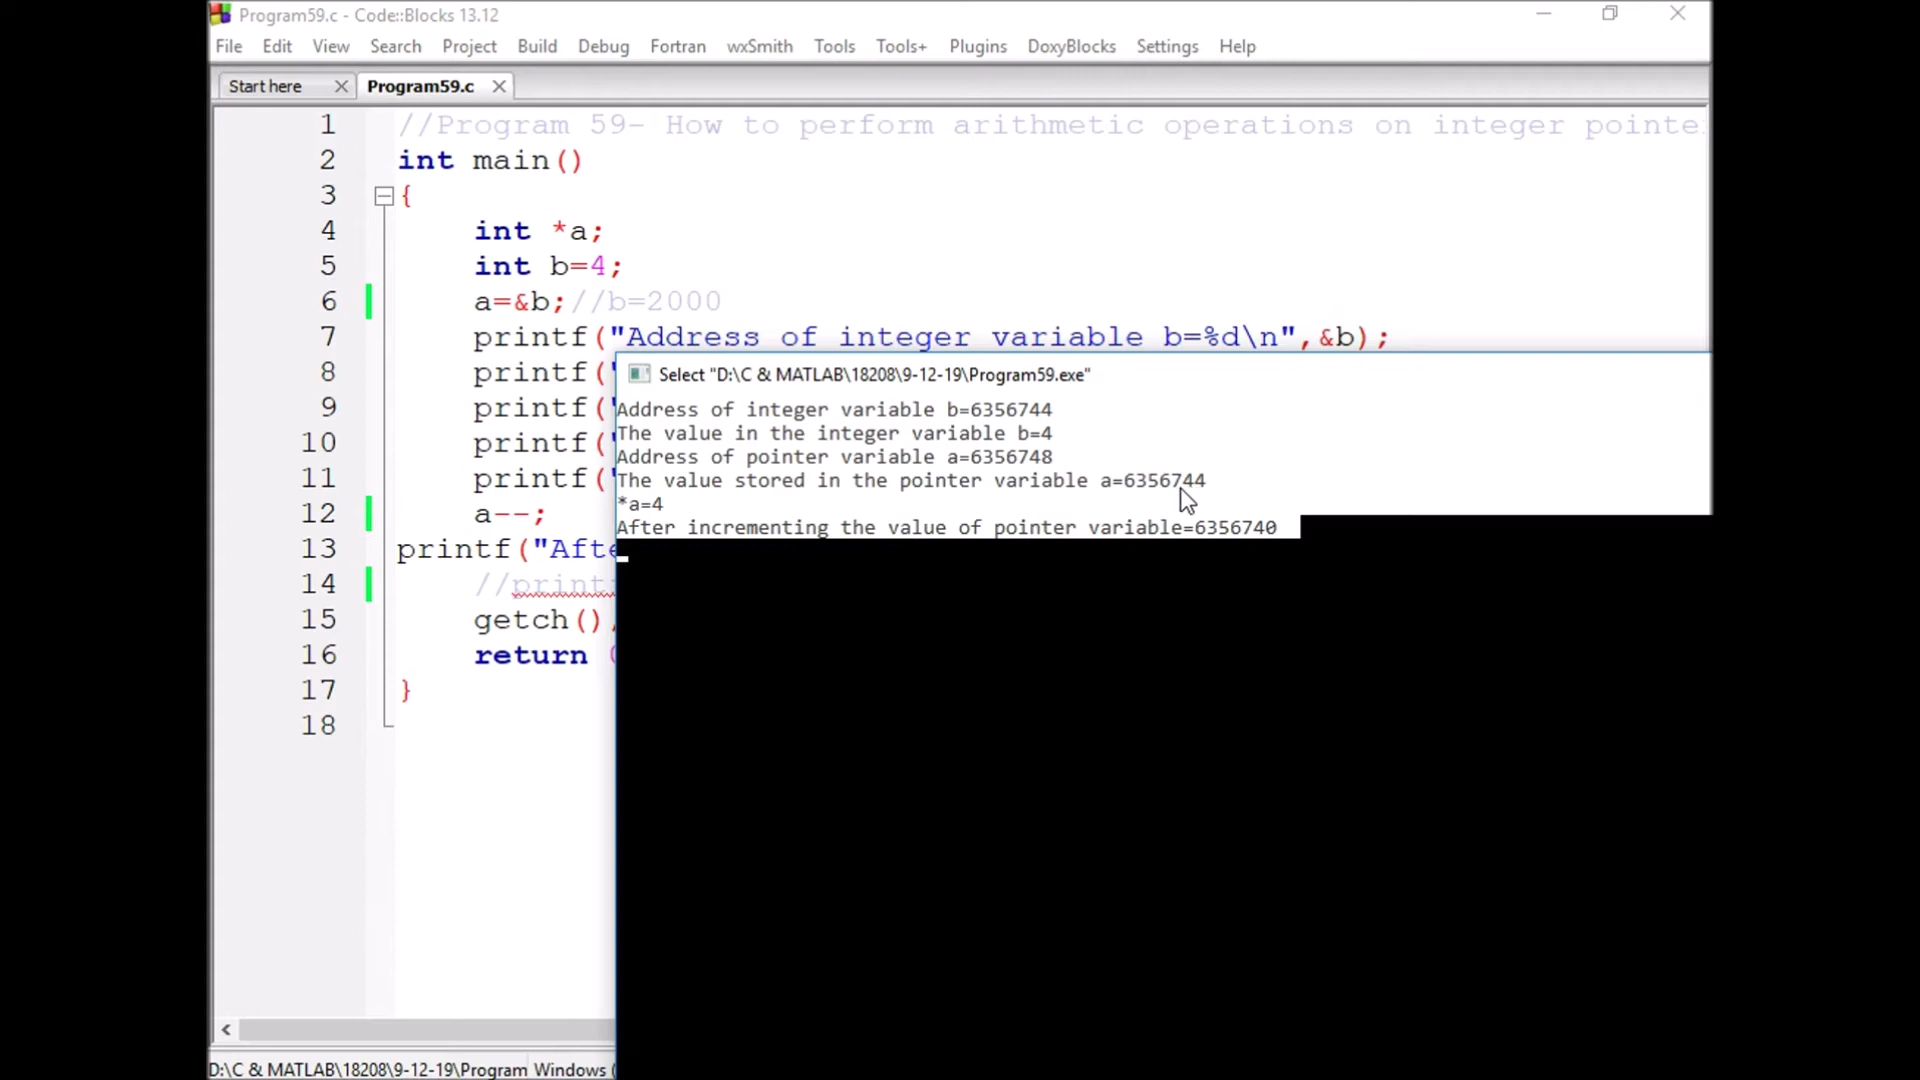 Program59.c - Code::Blocks 13.12
File Edit View Search Project Build Debug Fortran wxSmith Tools Tools+ Plugins DoxyBlocks Settings Help
Start here Program59.c
1 //Program 59- How to perform arithmetic operations on integer pointe
2 int main()
3 {
4 int *a;
5 int b=4;
6 a=&b;//b=2000
7 printf("Address of integer variable b=%d\n",&b);
8 printf("
9 printf("
10 printf("
11 printf("
12 a--;
13 printf("Afte
14 //print
15 getch()
16 return
17 }
18
Select "D:\C & MATLAB\18208\9-12-19\Program59.exe"
Address of integer variable b=6356744
The value in the integer variable b=4
Address of pointer variable a=6356748
The value stored in the pointer variable a=6356744
*a=4
After incrementing the value of pointer variable=6356740
D:\C & MATLAB\18208\9-12-19\Program Windows (